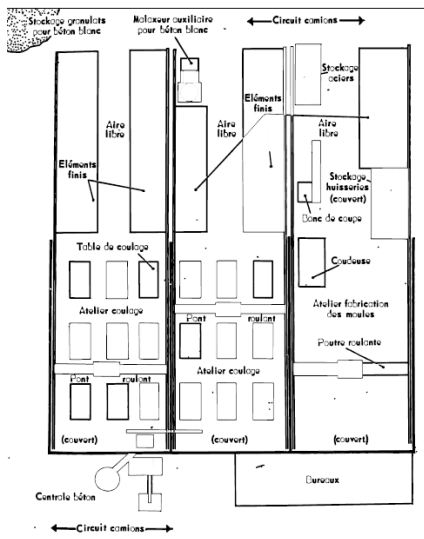 Stockage granulats
pour béton blanc
Malaxeur auxiliaire
pour béton blanc
Circuit camions
Stockage
aciers
Aire
libre
Aire
libre
Aire
libre
Eléments
finis
Eléments
finis
Stockage
huisseries
(couvert)
Banc de coupe
Table de coulage
Coudeuse
Atelier coulage
Atelier fabrication
des moules
Pont roulant
Poutre roulante
Atelier coulage
Pont roulant
(couvert)
(couvert)
(couvert)
Centrale béton
Bureaux
Circuit camions